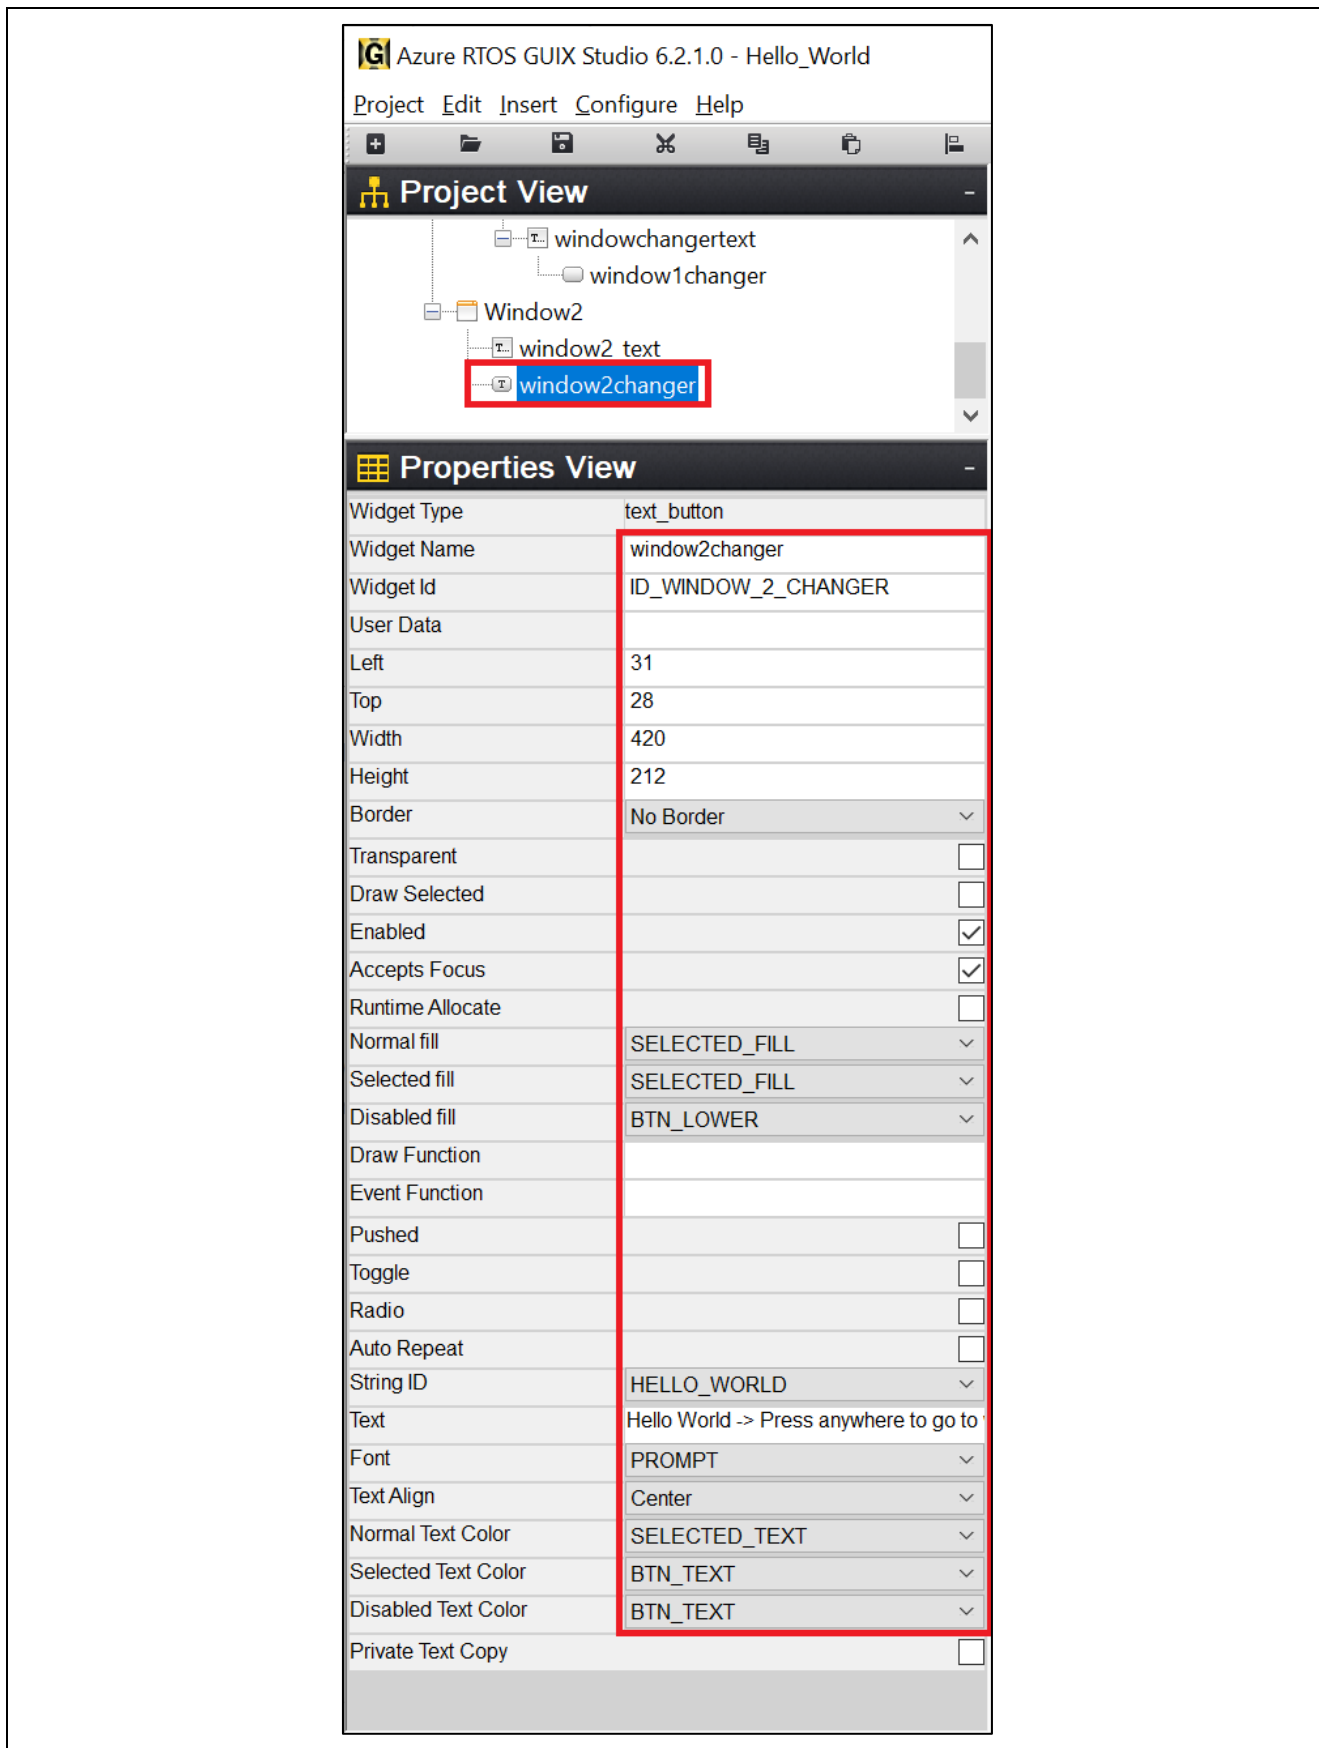 Azure RTOS GUIX Studio 6.2.1.0 - Hello_World
Project Edit Insert Configure Help
Project View
windowchangertext
window1changer
Window2
window2_text
window2changer
Properties View
Widget Type text_button
Widget Name window2changer
Widget Id ID_WINDOW_2_CHANGER
User Data
Left 31
Top 28
Width 420
Height 212
Border No Border
Transparent
Draw Selected
Enabled
Accepts Focus
Runtime Allocate
Normal fill SELECTED_FILL
Selected fill SELECTED_FILL
Disabled fill BTN_LOWER
Draw Function
Event Function
Pushed
Toggle
Radio
Auto Repeat
String ID HELLO_WORLD
Text Hello World -> Press anywhere to go to
Font PROMPT
Text Align Center
Normal Text Color SELECTED_TEXT
Selected Text Color BTN_TEXT
Disabled Text Color BTN_TEXT
Private Text Copy